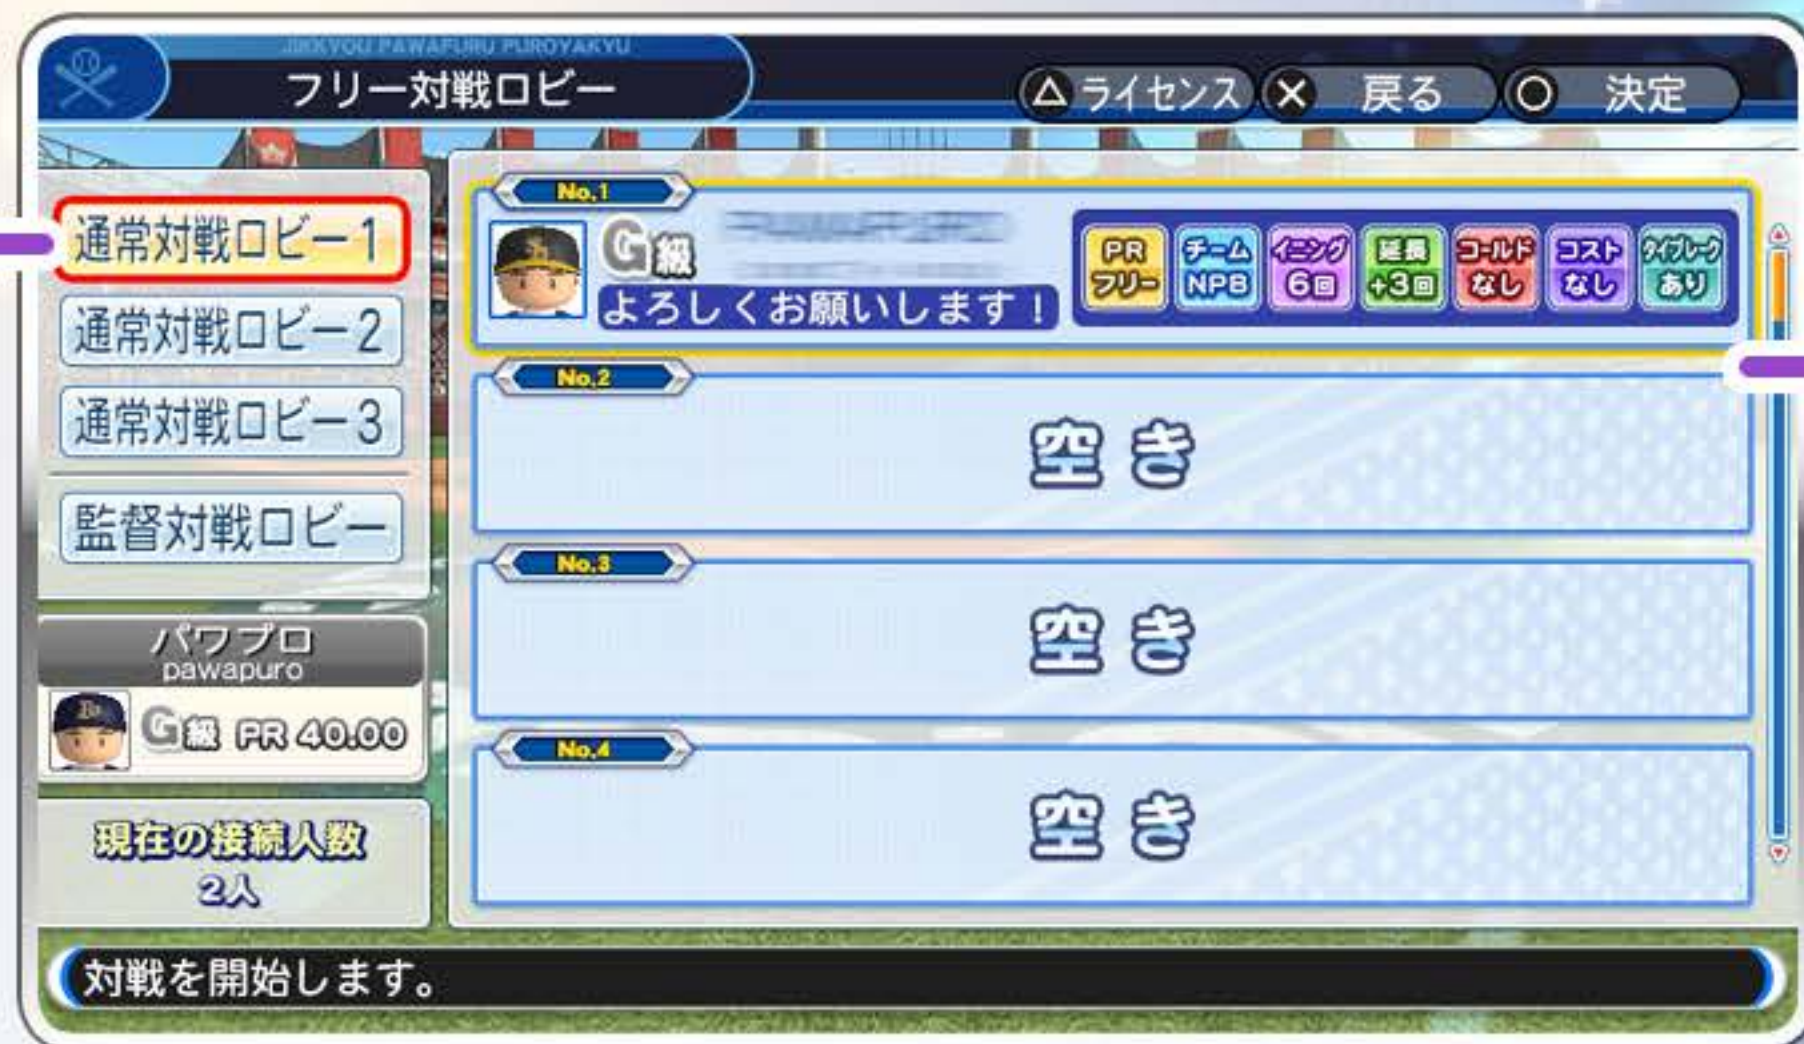 JIKKYOU PAWAFURU PUROYAKYU
フリー対戦ロビー
△ライセンス
×戻る
○決定
通常対戦ロビー1
通常対戦ロビー2
通常対戦ロビー3
監督対戦ロビー
パワプロ
pawapuro
G級 PR 40.00
現在の接続人数
2人
No.1
G級
よろしくお願いします!
PR
フリー
チーム
NPB
イニング
6回
延長
+3回
コールド
なし
コスト
なし
タイブレーク
あり
No.2
空き
No.3
空き
No.4
空き
対戦を開始します。